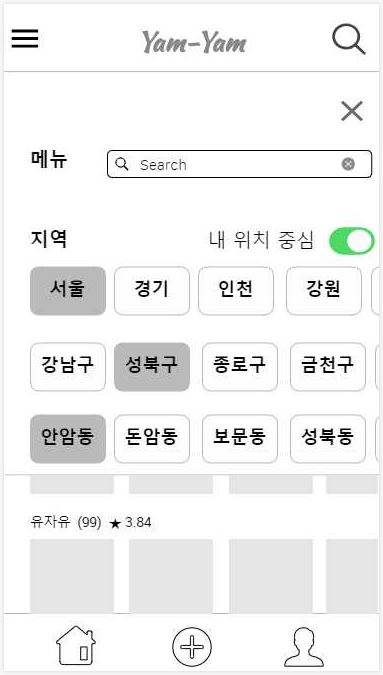 Yam-Yam
메뉴 Search
지역 내 위치 중심
서울 경기 인천 강원
강남구 성북구 종로구 금천구
안암동 돈암동 보문동 성북동
유자유 (99) ★ 3.84